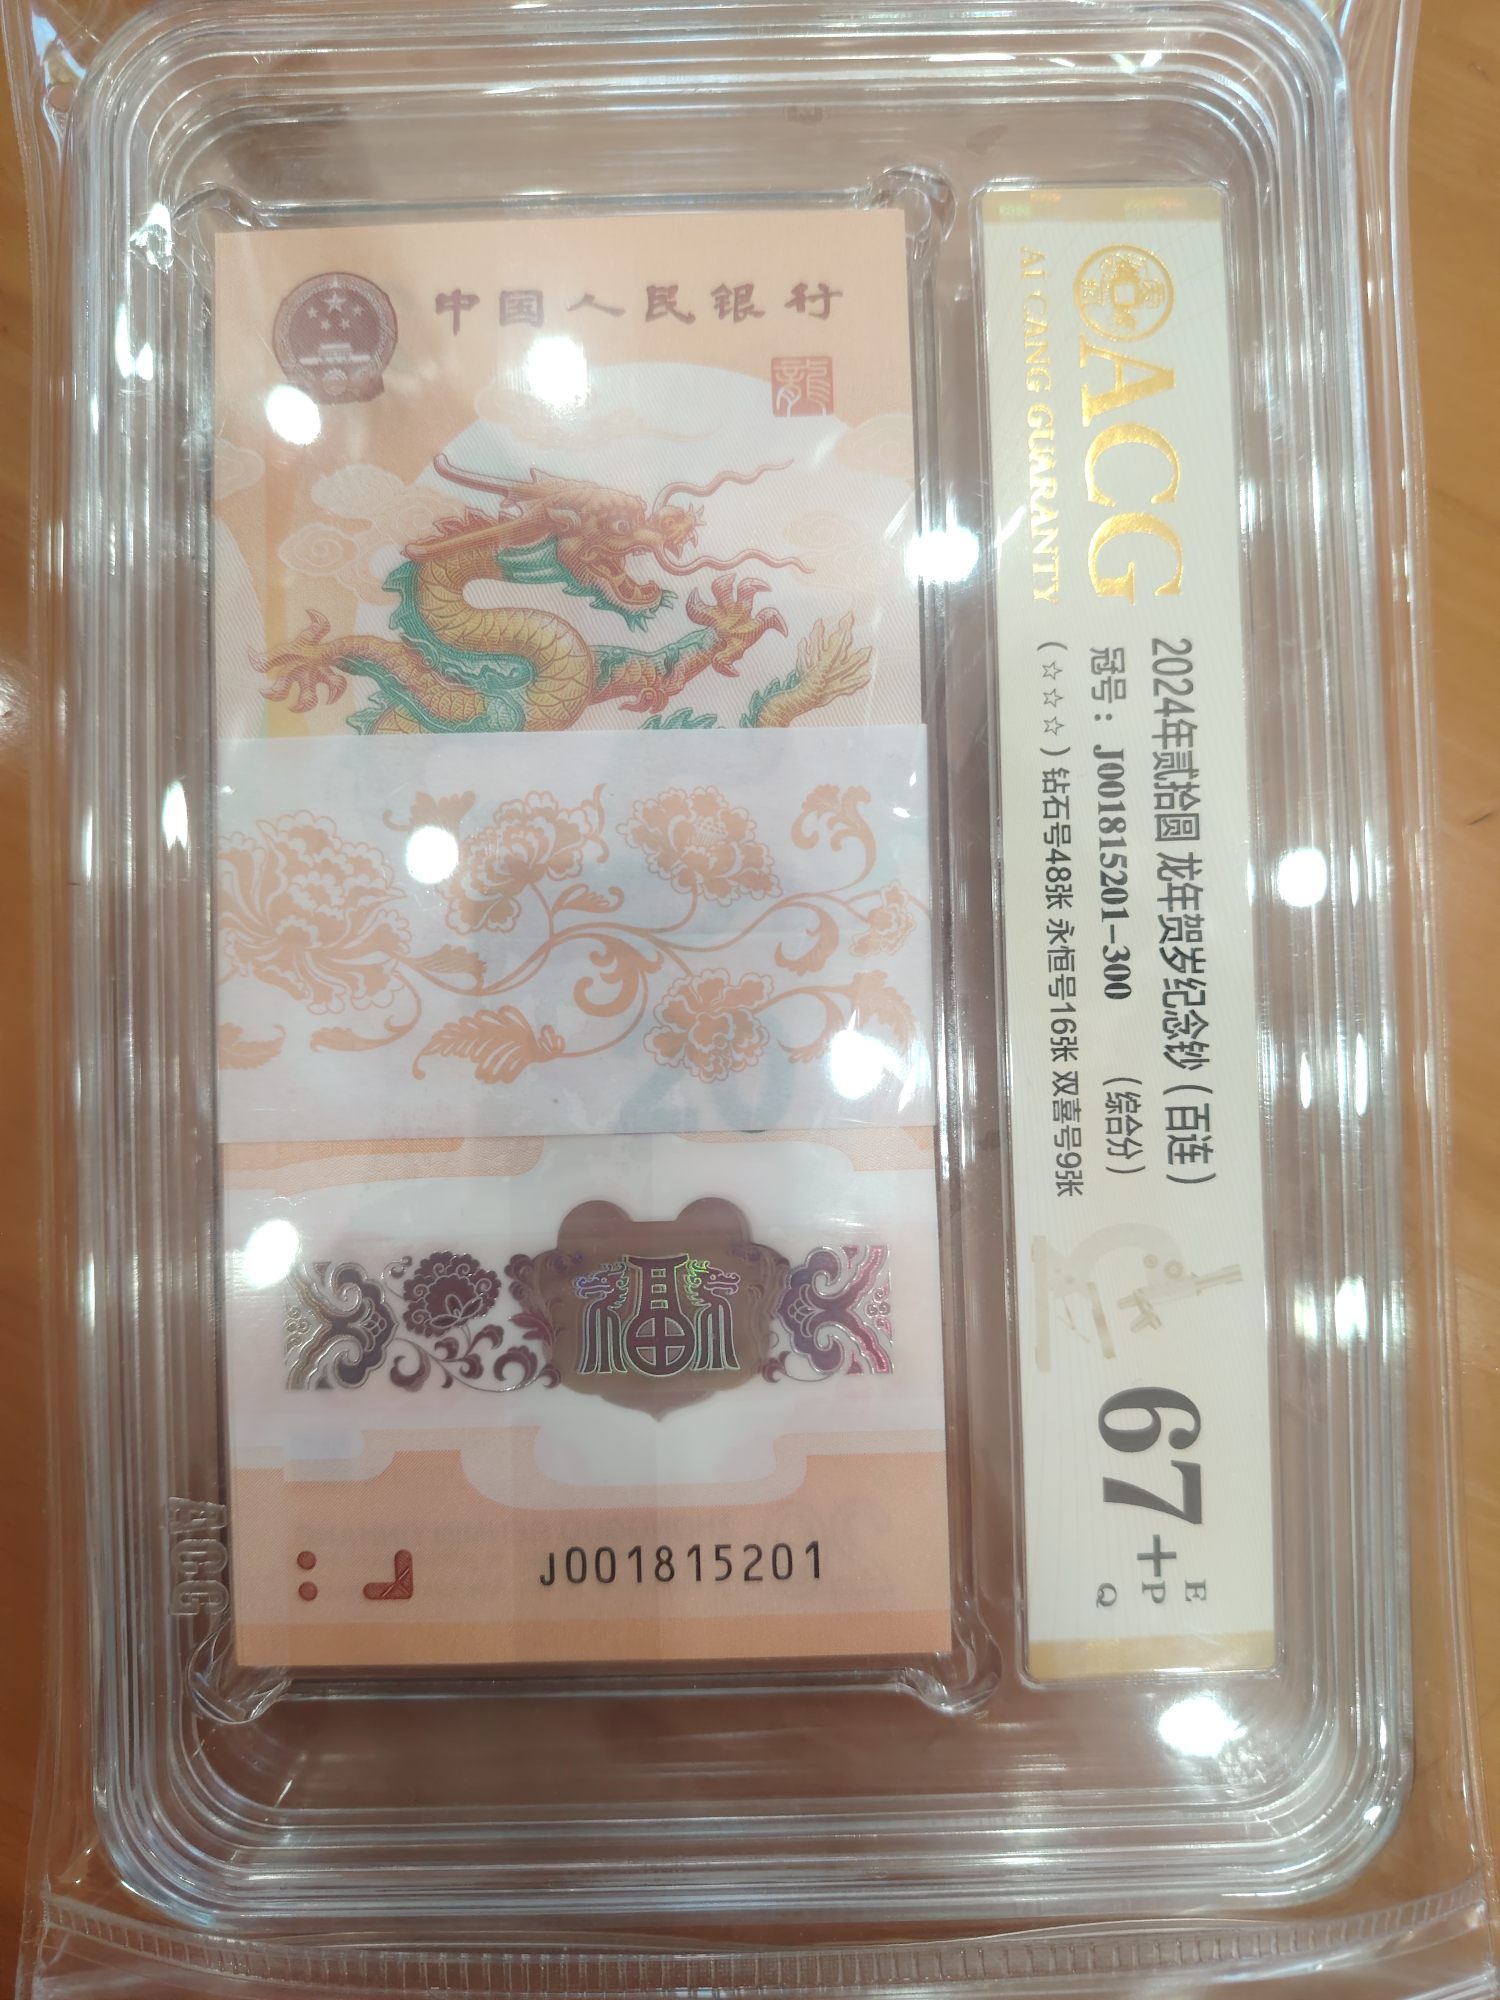 中国人民银行
龍
20
J001815201
ACG
ACG
AI CANG GUARANTY
2024年贰拾圆 龙年贺岁纪念钞（百连）
冠号：J001815201-300 （综合分）
（☆☆☆）钻石号48张 永恒号16张 双喜号9张
67+
E
P
Q